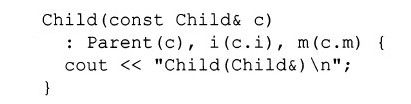 Child(const Child& c)
: Parent(c), i(c.i), m(c.m) {
cout << "Child(Child&)\n";
}